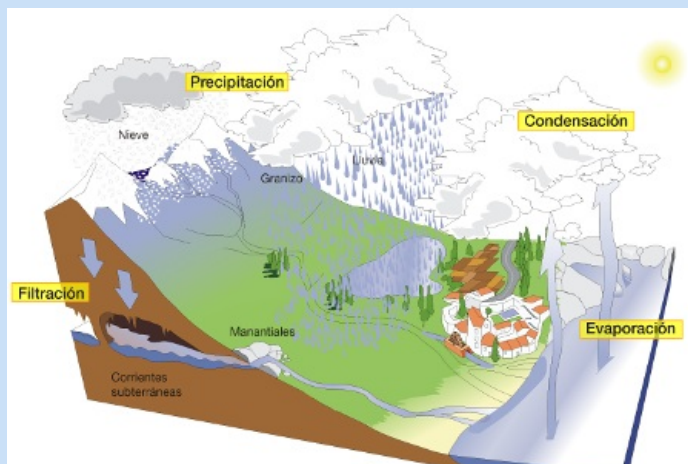 Precipitación
Nieve
Condensación
Lluvia
Granizo
Filtración
Manantiales
Evaporación
Corrientes
subterráneas